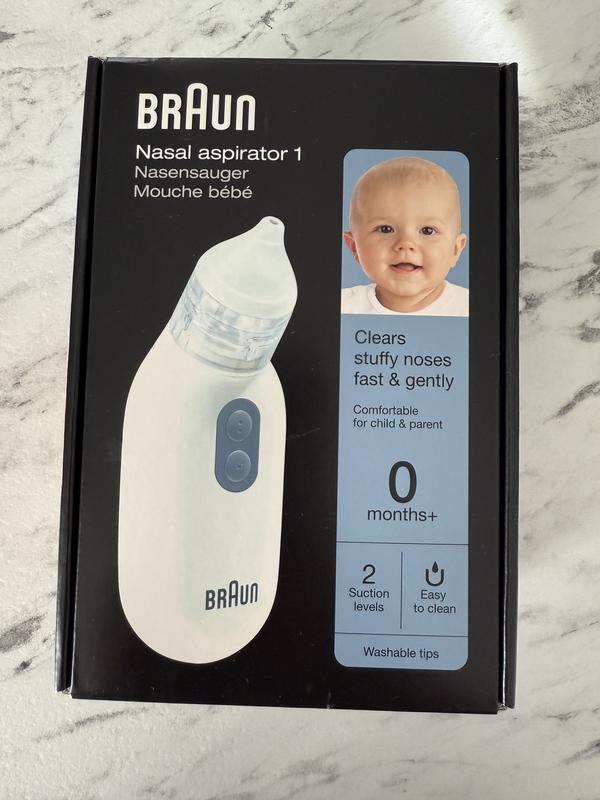 BRAUN
Nasal aspirator 1
Nasensauger
Mouche bébé
Clears
stuffy noses
fast & gently
Comfortable
for child & parent
0
months+
2
Suction
levels
Easy
to clean
Washable tips
BRAUN